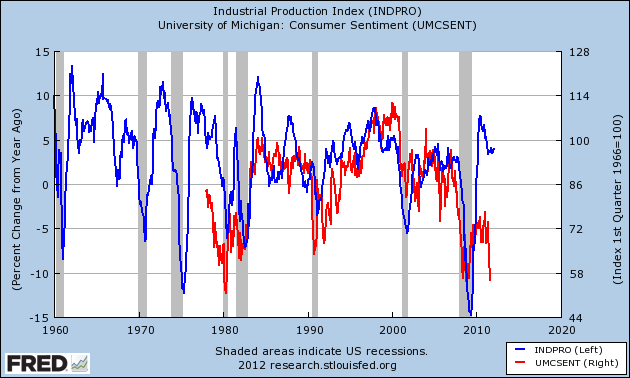 Industrial Production Index (INDPRO)
University of Michigan: Consumer Sentiment (UMCSENT)
15 128
10 114
5 100
0 86
-5 72
-10 58
-15 44
(Percent Change from Year Ago)
(Index 1st Quarter 1966=100)
1960 1970 1980 1990 2000 2010 2020
Shaded areas indicate US recessions.
2012 research.stlouisfed.org
FRED
INDPRO (Left)
UMCSENT (Right)